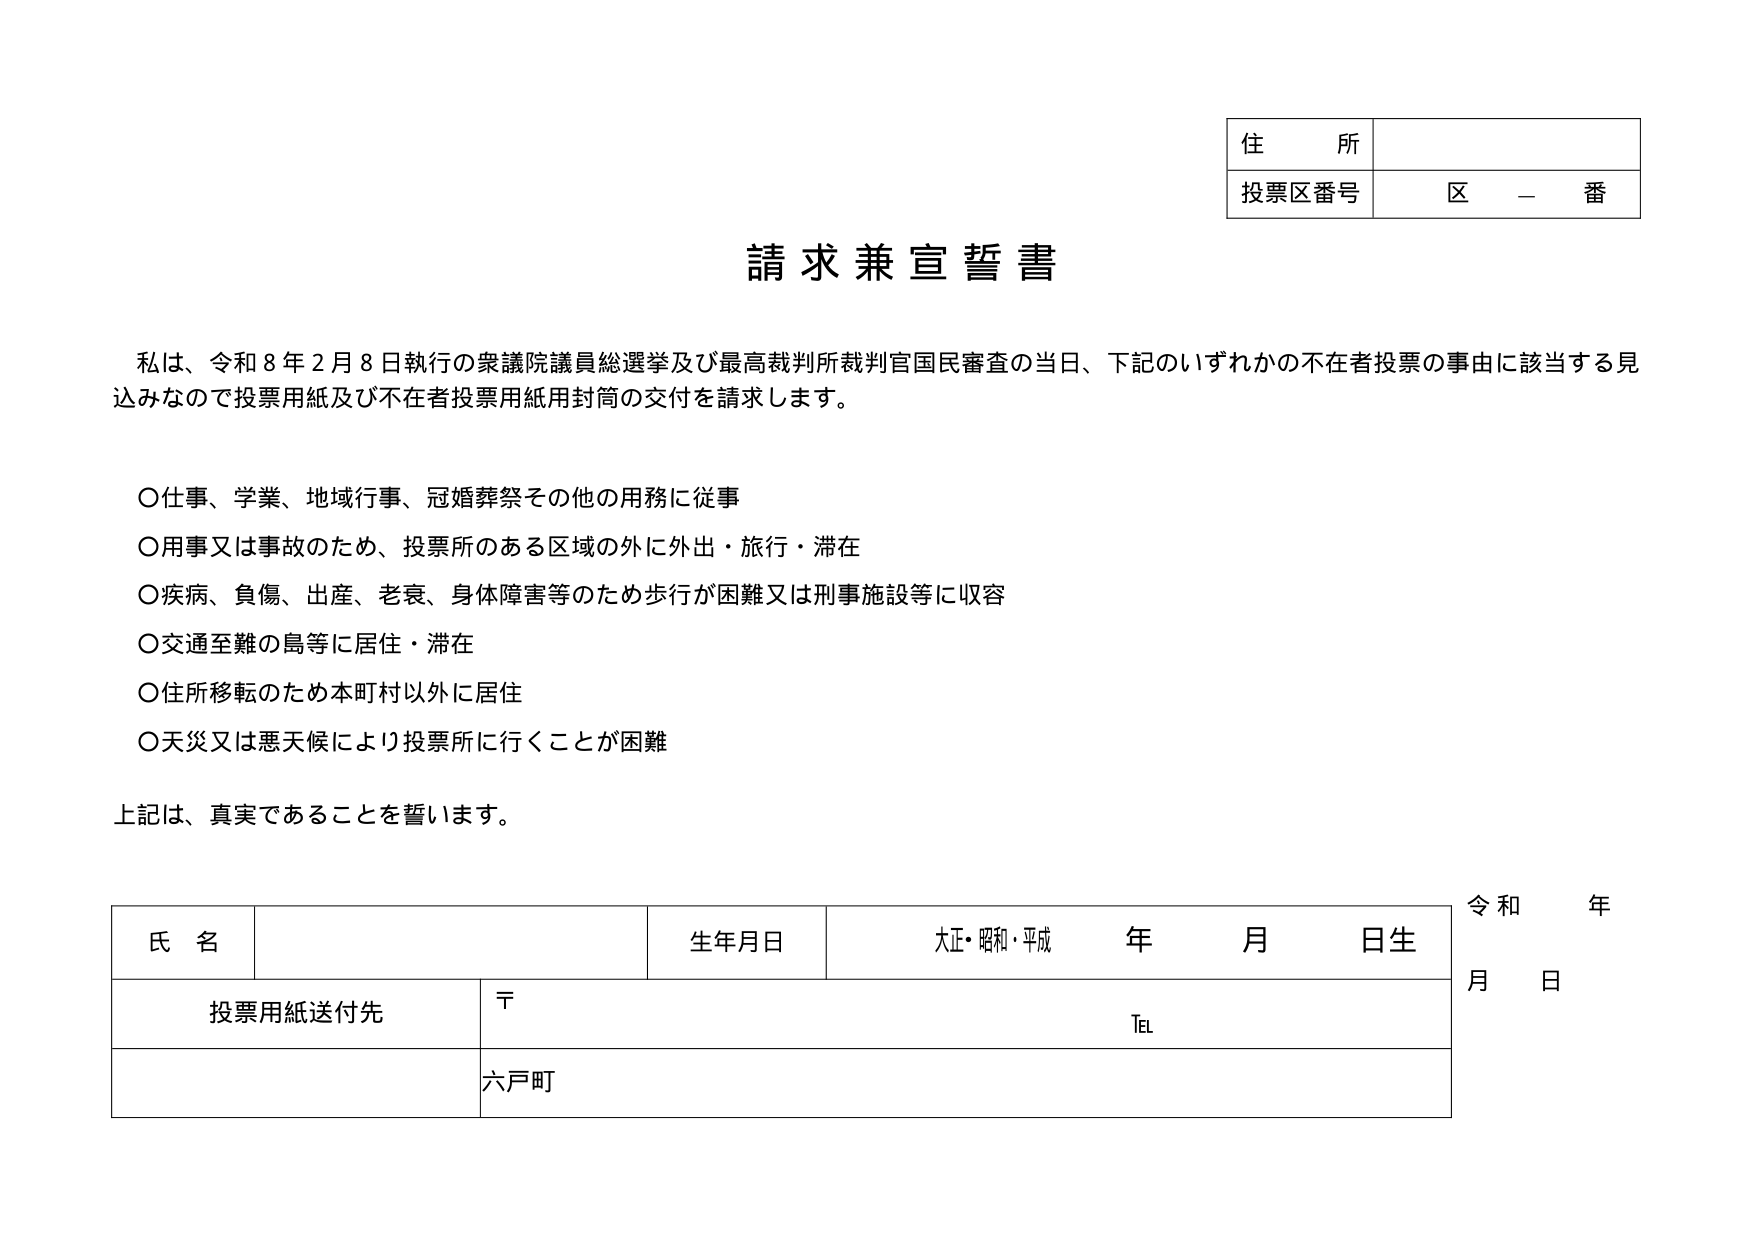 住　　　所
投票区番号　　　区　―　番
請求兼宣誓書
　私は、令和８年２月８日執行の衆議院議員総選挙及び最高裁判所裁判官国民審査の当日、下記のいずれかの不在者投票の事由に該当する見
込みなので投票用紙及び不在者投票用紙用封筒の交付を請求します。
〇仕事、学業、地域行事、冠婚葬祭その他の用務に従事
〇用事又は事故のため、投票所のある区域の外に外出・旅行・滞在
〇疾病、負傷、出産、老衰、身体障害等のため歩行が困難又は刑事施設等に収容
〇交通至難の島等に居住・滞在
〇住所移転のため本町村以外に居住
〇天災又は悪天候により投票所に行くことが困難
上記は、真実であることを誓います。
令和　　年
月　　日
氏　名　　　生年月日　　　大正・昭和・平成　　　年　　　月　　　日生
投票用紙送付先　　〒　　　℡
六戸町